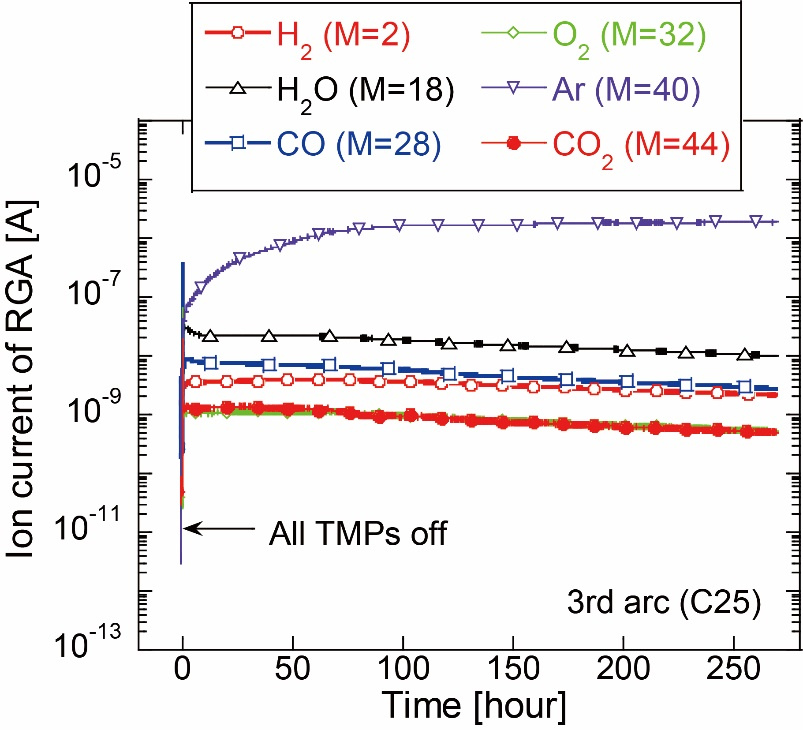 H2 (M=2) O2 (M=32)
H2O (M=18) Ar (M=40)
CO (M=28) CO2 (M=44)
Ion current of RGA [A]
10-5
10-7
10-9
10-11
10-13
All TMPs off
3rd arc (C25)
0 50 100 150 200 250
Time [hour]